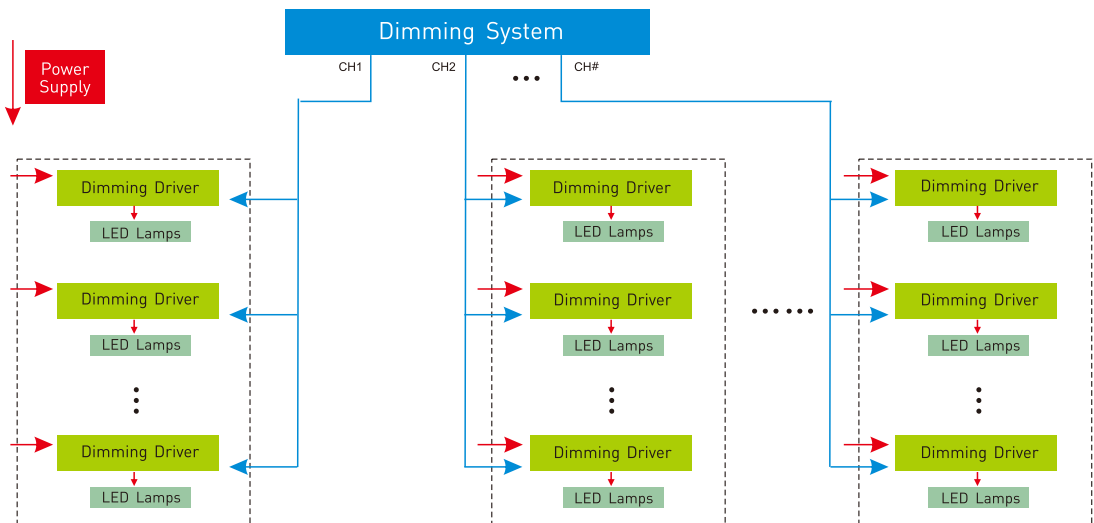 Dimming System
CH1
CH2
CH#
Power
Supply
Dimming Driver
Dimming Driver
Dimming Driver
LED Lamps
LED Lamps
LED Lamps
Dimming Driver
Dimming Driver
Dimming Driver
LED Lamps
LED Lamps
LED Lamps
Dimming Driver
Dimming Driver
Dimming Driver
LED Lamps
LED Lamps
LED Lamps